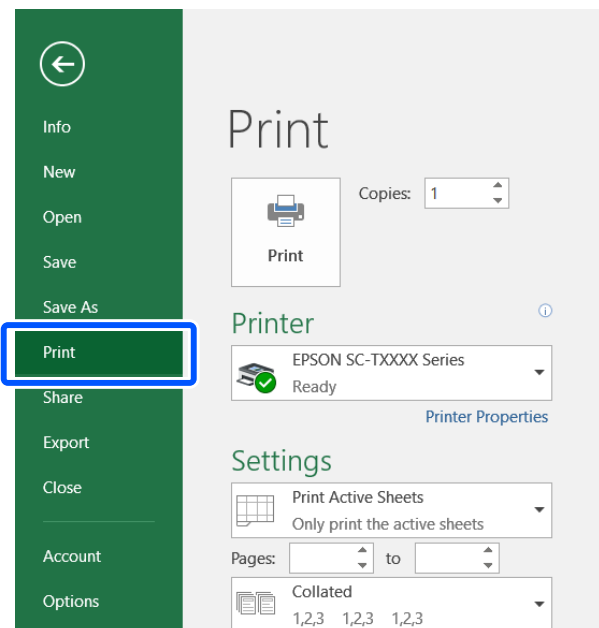 Info
New
Open
Save
Save As
Print
Share
Export
Close
Account
Options
Print
Copies: 1
Print
Printer
EPSON SC-TXXXX Series
Ready
Printer Properties
Settings
Print Active Sheets
Only print the active sheets
Pages: to
Collated
1,2,3 1,2,3 1,2,3